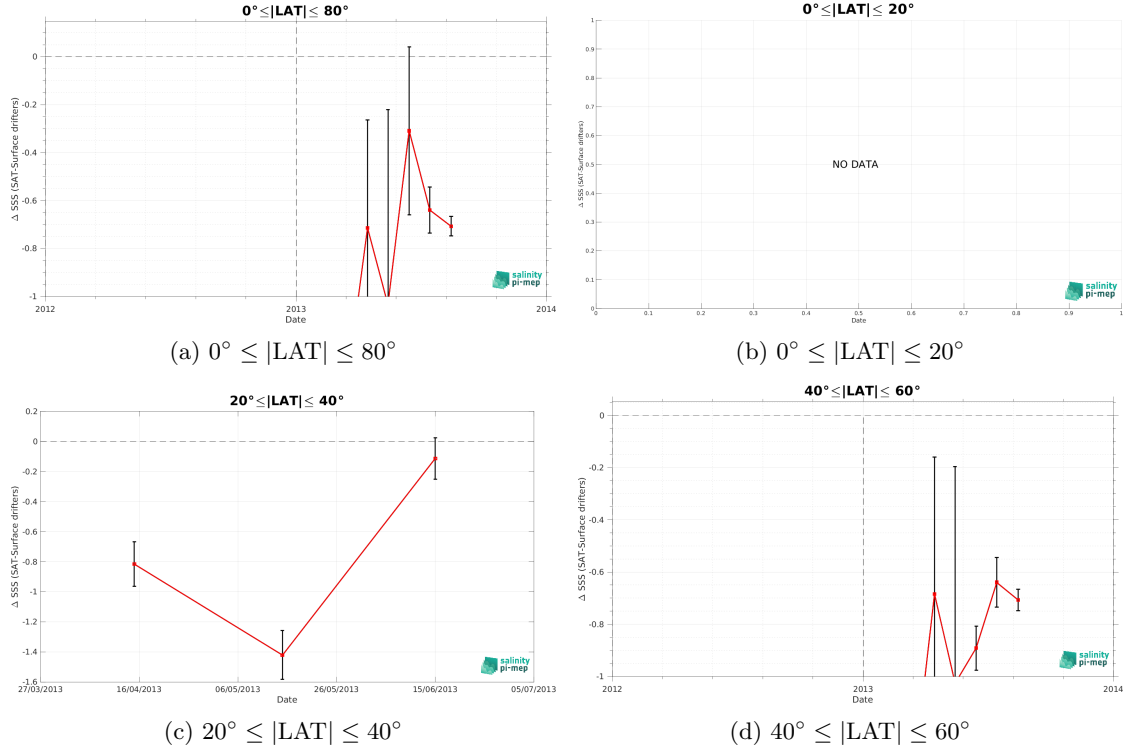 0°≤|LAT|≤ 80°
Δ SSS (SAT-Surface drifters)
0
-0.2
-0.4
-0.6
-0.8
-1
2012
2013
2014
Date
salinity
pi-mep
(a) 0° ≤ |LAT| ≤ 80°
0°≤|LAT|≤ 20°
Δ SSS (SAT-Surface drifters)
1
0.9
0.8
0.7
0.6
0.5
0.4
0.3
0.2
0.1
0
NO DATA
0
0.1
0.2
0.3
0.4
0.5
0.6
0.7
0.8
0.9
1
Date
salinity
pi-mep
(b) 0° ≤ |LAT| ≤ 20°
20°≤|LAT|≤ 40°
Δ SSS (SAT-Surface drifters)
0.2
0
-0.2
-0.4
-0.6
-0.8
-1
-1.2
-1.4
-1.6
27/03/2013
16/04/2013
06/05/2013
26/05/2013
15/06/2013
05/07/2013
Date
salinity
pi-mep
(c) 20° ≤ |LAT| ≤ 40°
40°≤|LAT|≤ 60°
Δ SSS (SAT-Surface drifters)
0
-0.2
-0.4
-0.6
-0.8
-1
2012
2013
2014
Date
salinity
pi-mep
(d) 40° ≤ |LAT| ≤ 60°